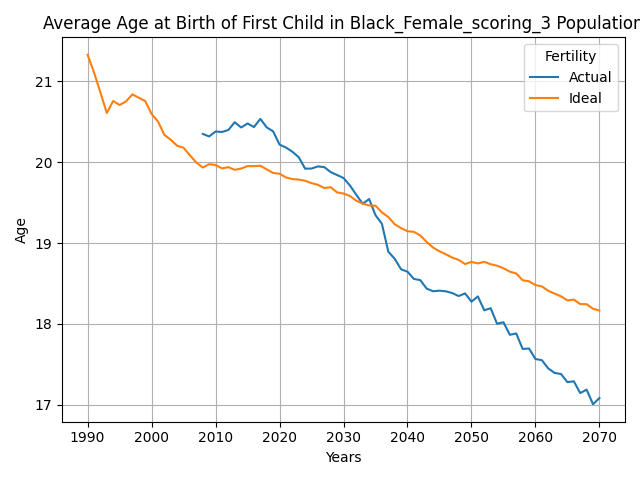 Average Age at Birth of First Child in Black_Female_scoring_3 Population
Fertility
Actual
Ideal
Age
21
20
19
18
17
1990 2000 2010 2020 2030 2040 2050 2060 2070
Years